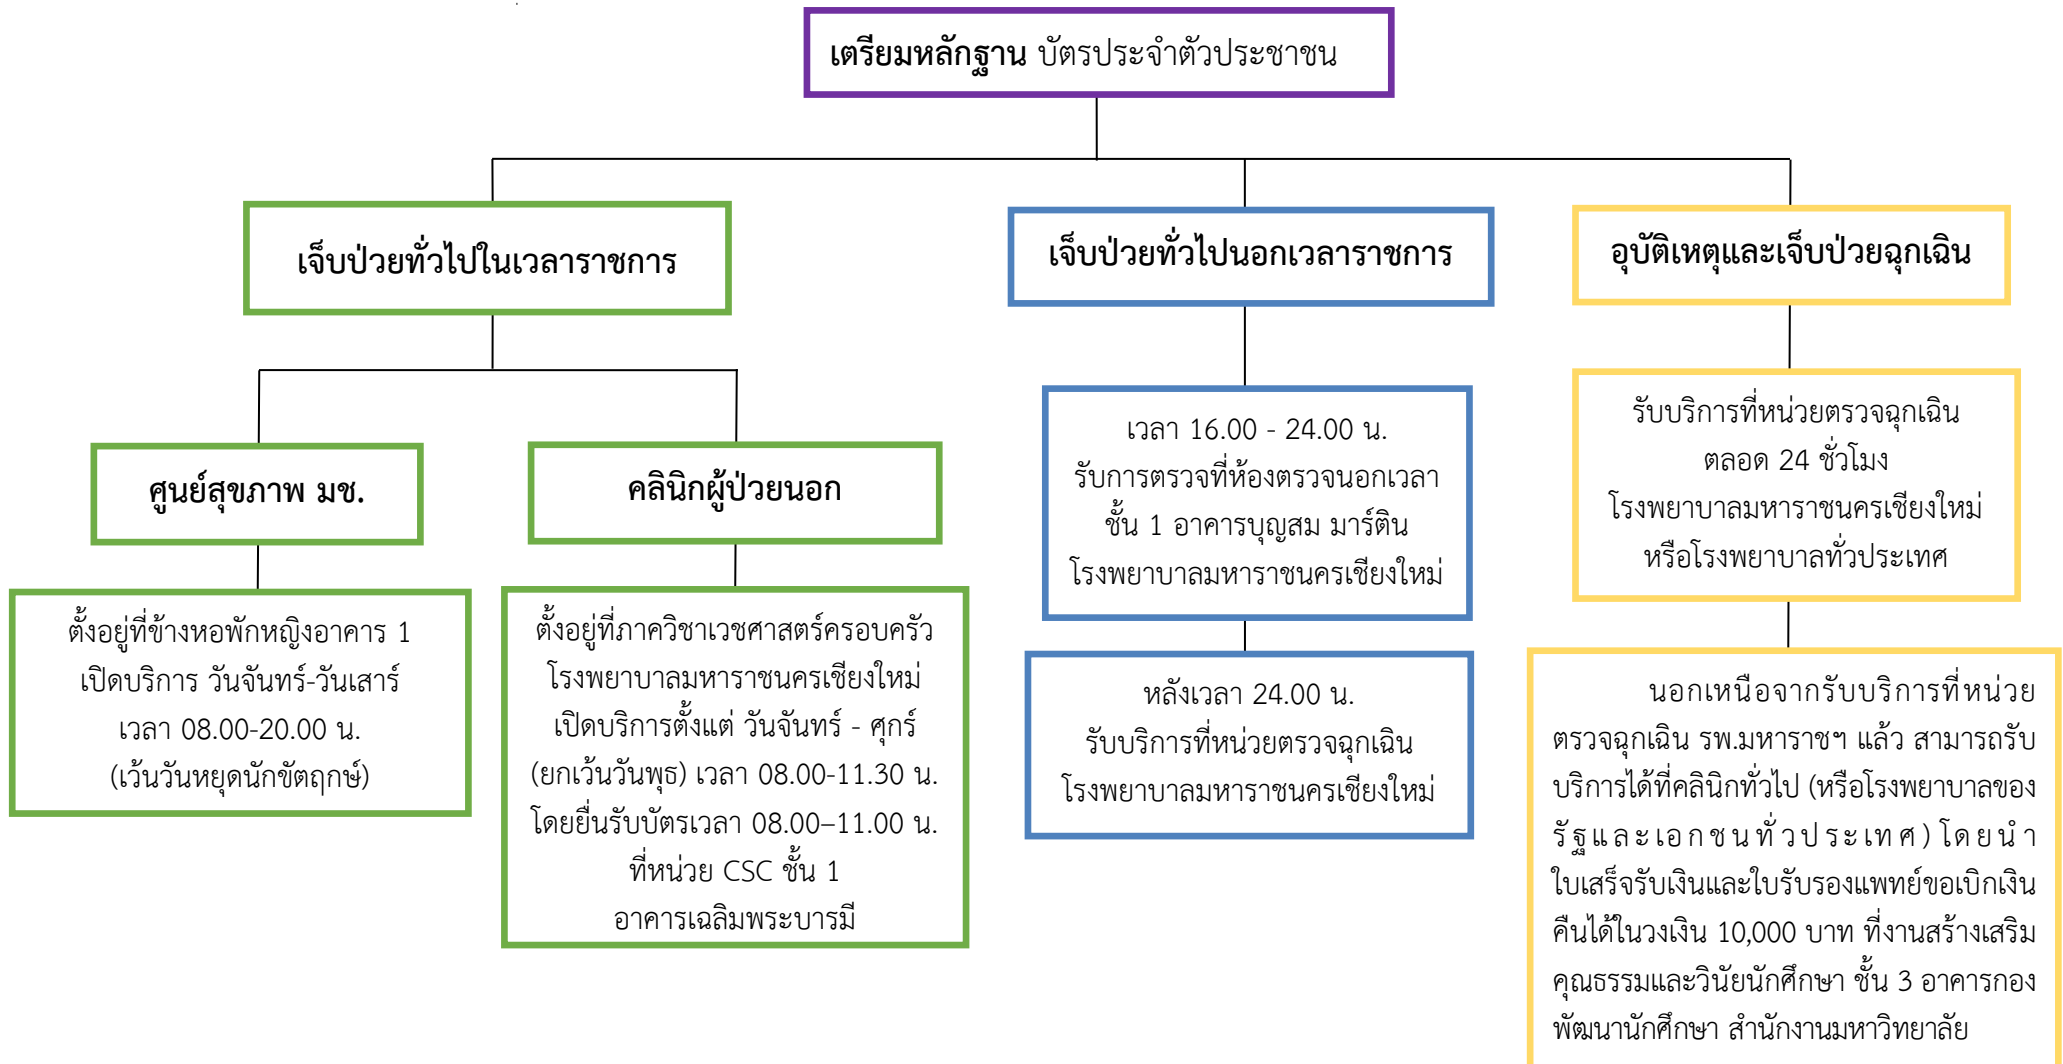 เตรียมหลักฐาน บัตรประจำตัวประชาชน
เจ็บป่วยทั่วไปในเวลาราชการ
ศูนย์สุขภาพ มช.
ตั้งอยู่ที่ข้างหอพักหญิงอาคาร 1
เปิดบริการ วันจันทร์-วันเสาร์
เวลา 08.00-20.00 น.
(เว้นวันหยุดนักขัตฤกษ์)
คลินิกผู้ป่วยนอก
ตั้งอยู่ที่ภาควิชาเวชศาสตร์ครอบครัว
โรงพยาบาลมหาราชนครเชียงใหม่
เปิดบริการตั้งแต่ วันจันทร์ - ศุกร์
(ยกเว้นวันพุธ) เวลา 08.00-11.30 น.
โดยยื่นรับบัตรเวลา 08.00–11.00 น.
ที่หน่วย CSC ชั้น 1
อาคารเฉลิมพระบารมี
เจ็บป่วยทั่วไปนอกเวลาราชการ
เวลา 16.00 - 24.00 น.
รับการตรวจที่ห้องตรวจนอกเวลา
ชั้น 1 อาคารบุญสม มาร์ติน
โรงพยาบาลมหาราชนครเชียงใหม่
หลังเวลา 24.00 น.
รับบริการที่หน่วยตรวจฉุกเฉิน
โรงพยาบาลมหาราชนครเชียงใหม่
อุบัติเหตุและเจ็บป่วยฉุกเฉิน
รับบริการที่หน่วยตรวจฉุกเฉิน
ตลอด 24 ชั่วโมง
โรงพยาบาลมหาราชนครเชียงใหม่
หรือโรงพยาบาลทั่วประเทศ
นอกเหนือจากรับบริการที่หน่วย
ตรวจฉุกเฉิน รพ.มหาราชฯ แล้ว สามารถรับ
บริการได้ที่คลินิกทั่วไป (หรือโรงพยาบาลของ
รัฐและเอกชนทั่วประเทศ) โดยนำ
ใบเสร็จรับเงินและใบรับรองแพทย์ขอเบิกเงิน
คืนได้ในวงเงิน 10,000 บาท ที่งานสร้างเสริม
คุณธรรมและวินัยนักศึกษา ชั้น 3 อาคารกอง
พัฒนานักศึกษา สำนักงานมหาวิทยาลัย